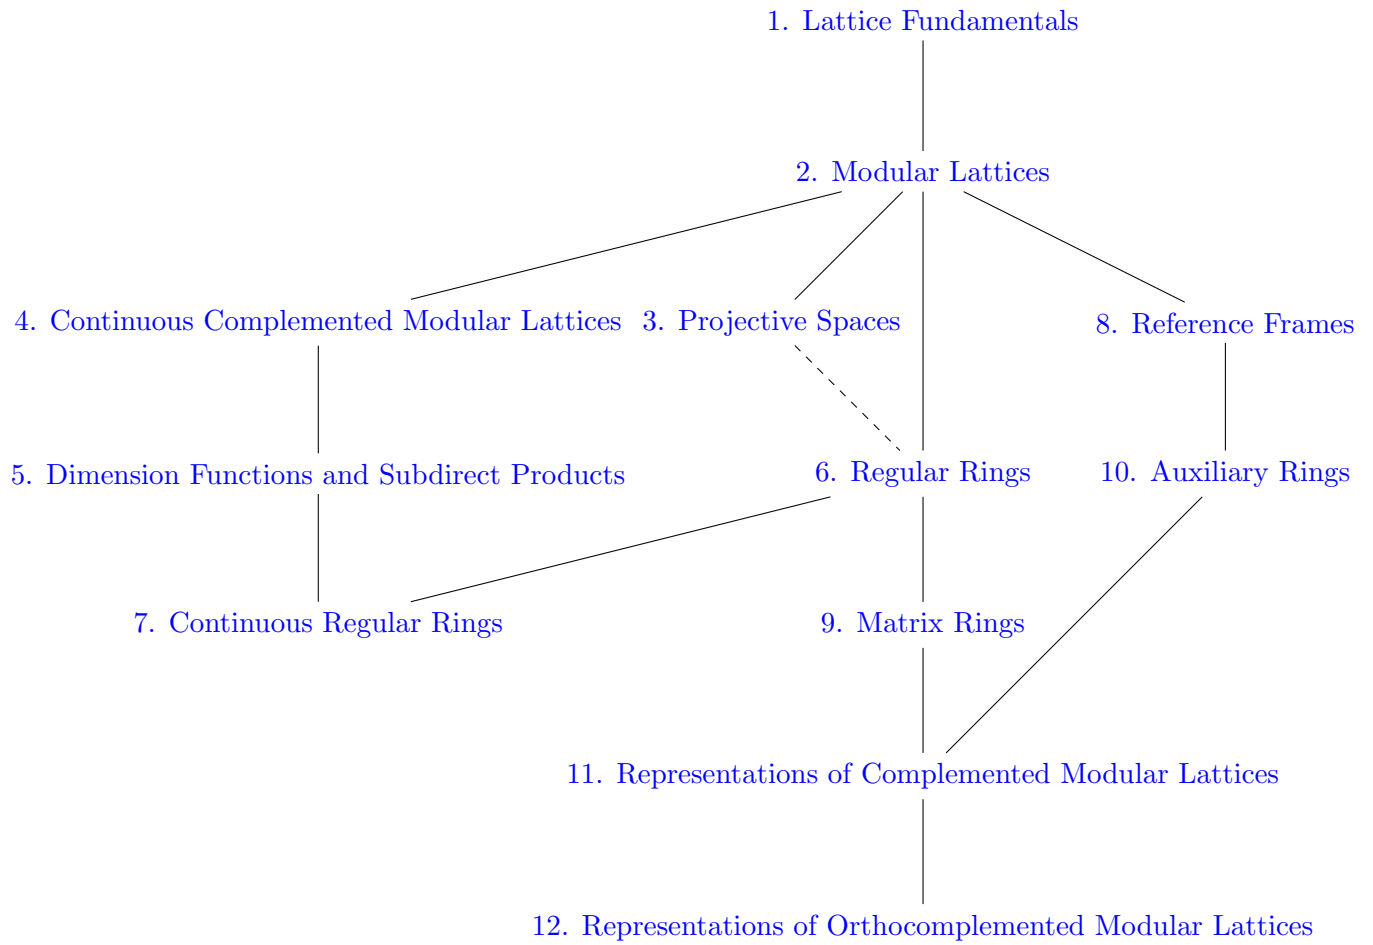 1. Lattice Fundamentals
2. Modular Lattices
4. Continuous Complemented Modular Lattices
3. Projective Spaces
8. Reference Frames
5. Dimension Functions and Subdirect Products
6. Regular Rings
10. Auxiliary Rings
7. Continuous Regular Rings
9. Matrix Rings
11. Representations of Complemented Modular Lattices
12. Representations of Orthocomplemented Modular Lattices